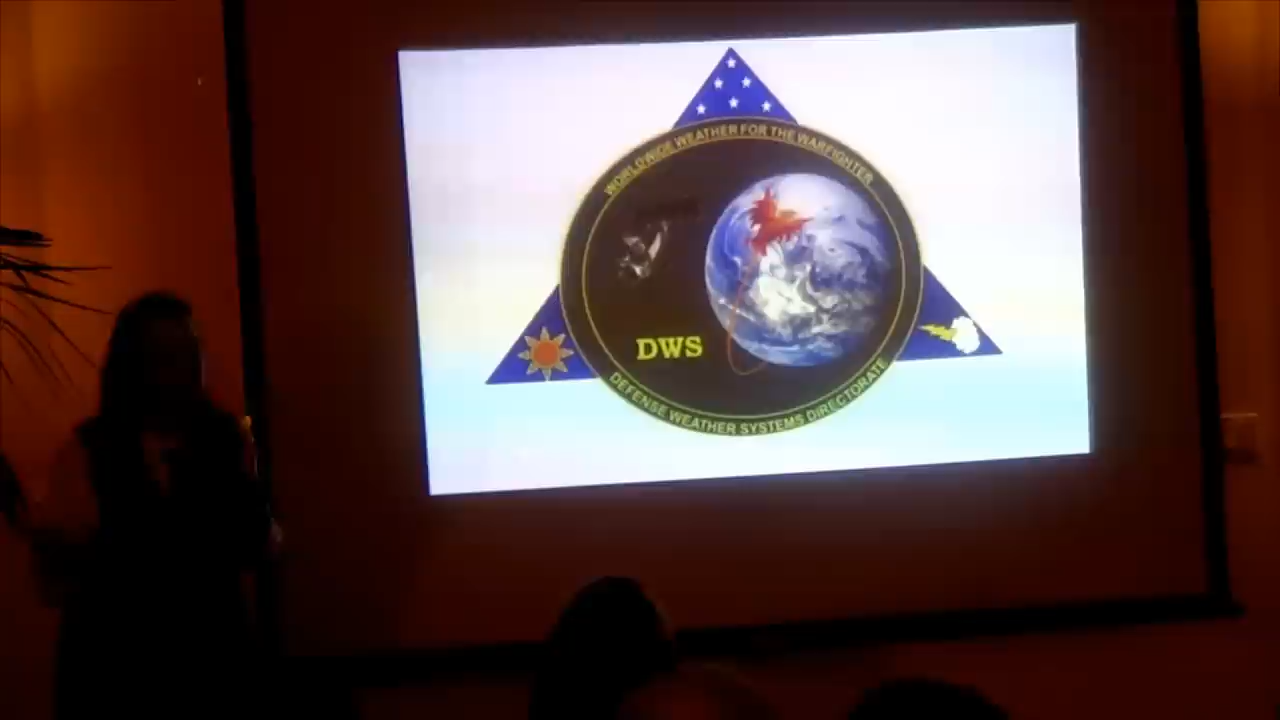 WORLDWIDE WEATHER FOR THE WARFIGHTER
DWS
DEFENSE WEATHER SYSTEMS DIRECTORATE